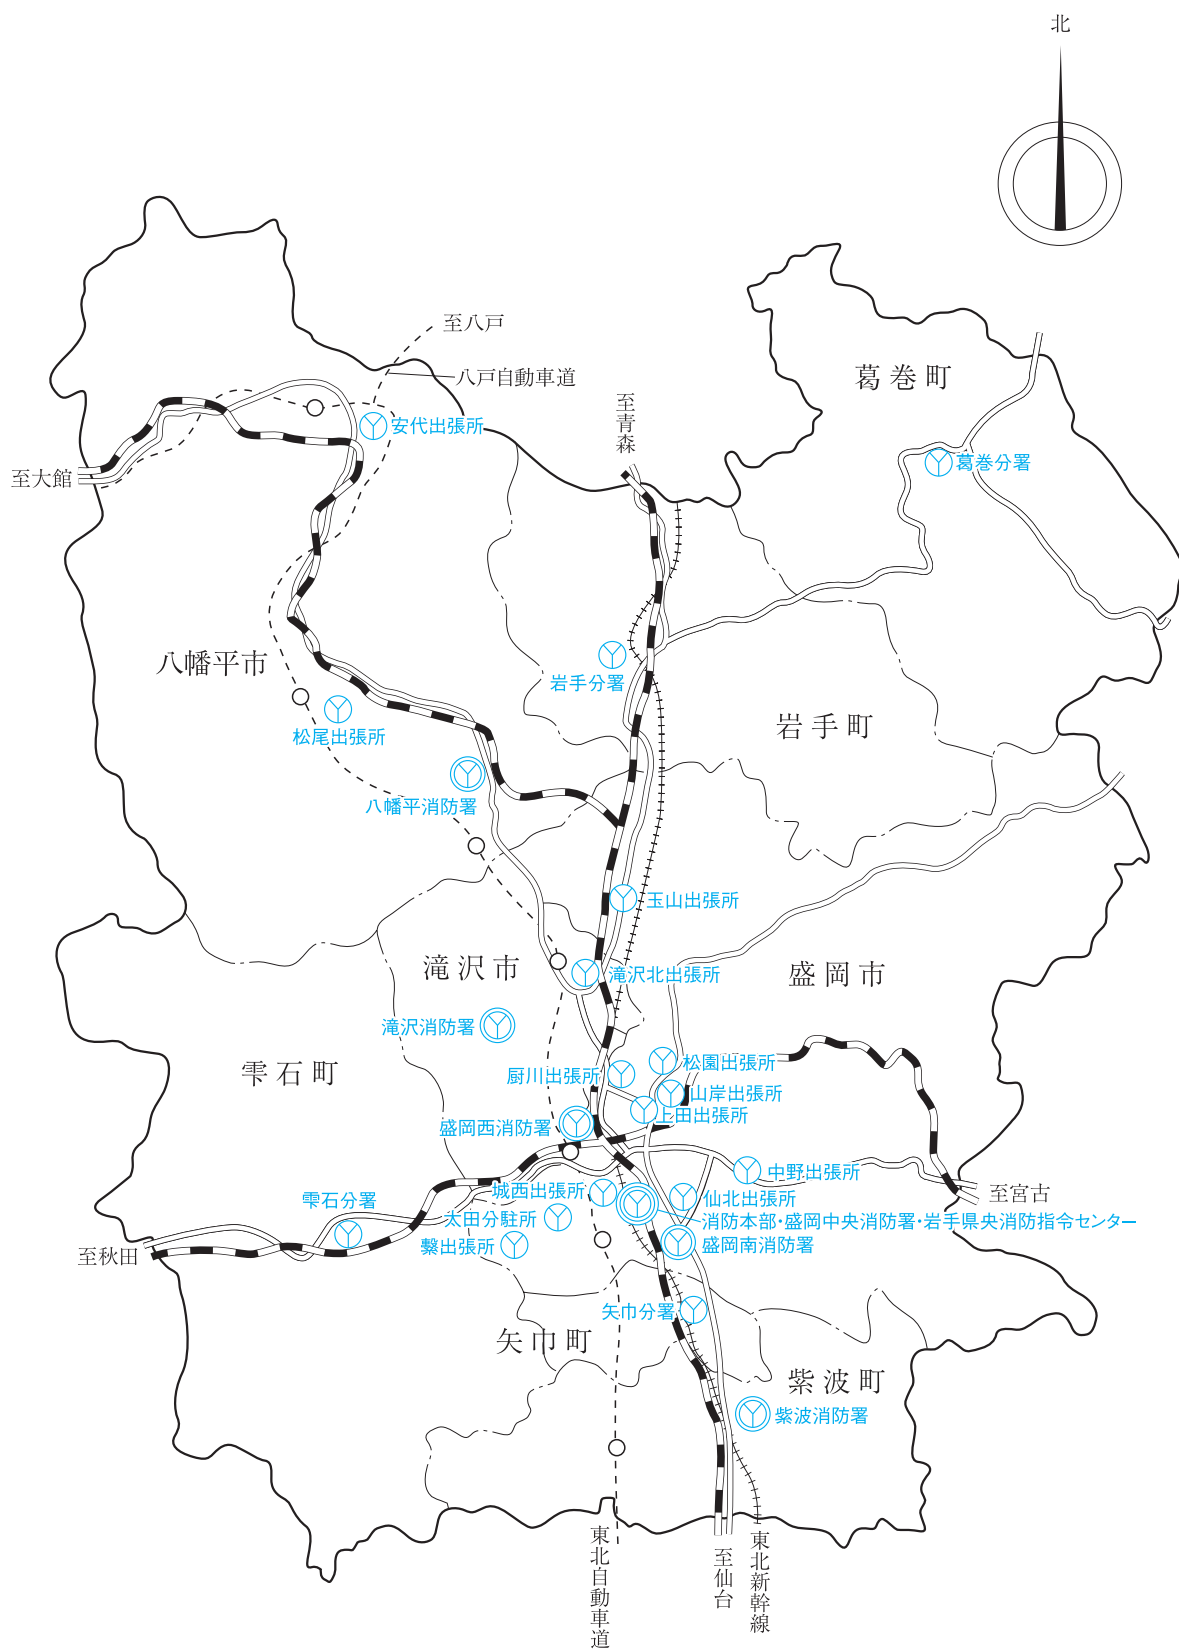 北
至八戸
八戸自動車道
葛巻町
至青森
安代出張所
葛巻分署
至大館
八幡平市
岩手分署
岩手町
松尾出張所
八幡平消防署
玉山出張所
滝沢市
滝沢北出張所
盛岡市
滝沢消防署
雫石町
松園出張所
厨川出張所
山岸出張所
上田出張所
盛岡西消防署
中野出張所
至宮古
城西出張所
仙北出張所
雫石分署
太田分駐所
消防本部・盛岡中央消防署・岩手県央消防指令センター
繫出張所
盛岡南消防署
至秋田
矢巾分署
矢巾町
紫波町
紫波消防署
東北自動車道
至仙台
東北新幹線